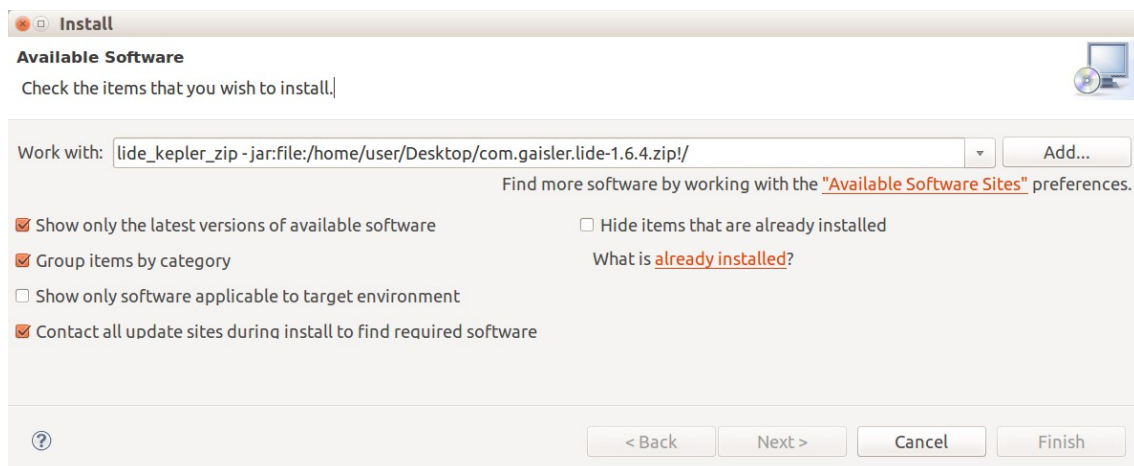 Install
Available Software
Check the items that you wish to install.
Work with: lide_kepler_zip - jar:file:/home/user/Desktop/com.gaisler.lide-1.6.4.zip!/ Add...
Find more software by working with the "Available Software Sites" preferences.
Show only the latest versions of available software Hide items that are already installed
Group items by category What is already installed?
Show only software applicable to target environment
Contact all update sites during install to find required software
? < Back Next > Cancel Finish